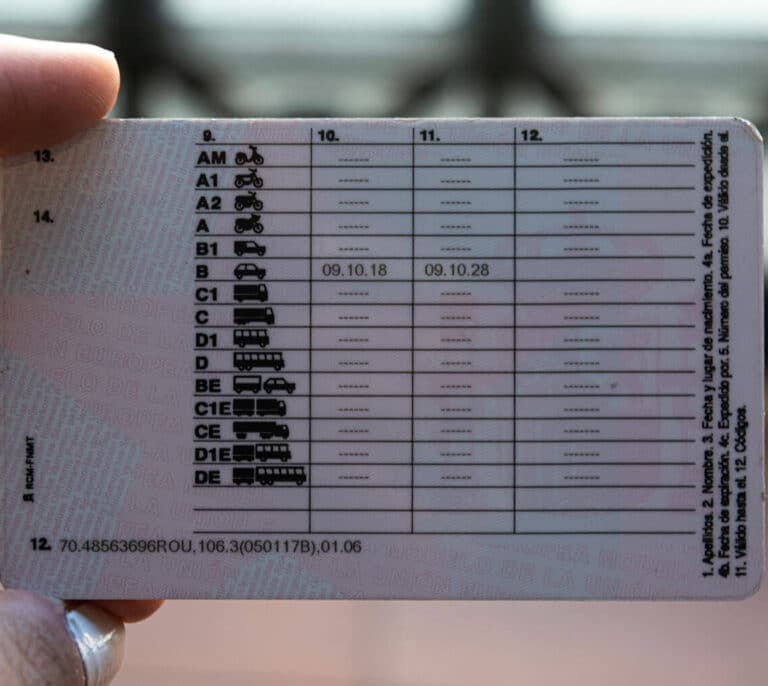 13.
14.
9. 10. 11. 12.
AM ------ ------ -------
A1 ------ ------ -------
A2 ------ ------ -------
A ------ ------ -------
B1 ------ ------ -------
B 09.10.18 09.10.28
C1 ------ ------ -------
C ------ ------ -------
D1 ------ ------ -------
D ------ ------ -------
BE ------ ------ -------
C1E ------ ------ -------
CE ------ ------ -------
D1E ------ ------ -------
DE ------ ------ -------
RCM-FNMT
12. 70.48563696ROU,106.3(050117B),01.06
1. Apellidos. 2. Nombre. 3. Fecha y lugar de nacimiento. 4a. Fecha de expedición.
4b. Fecha de expiración. 4c. Expedido por. 5. Número del permiso. 10. Válido desde el.
11. Válido hasta el. 12. Códigos.